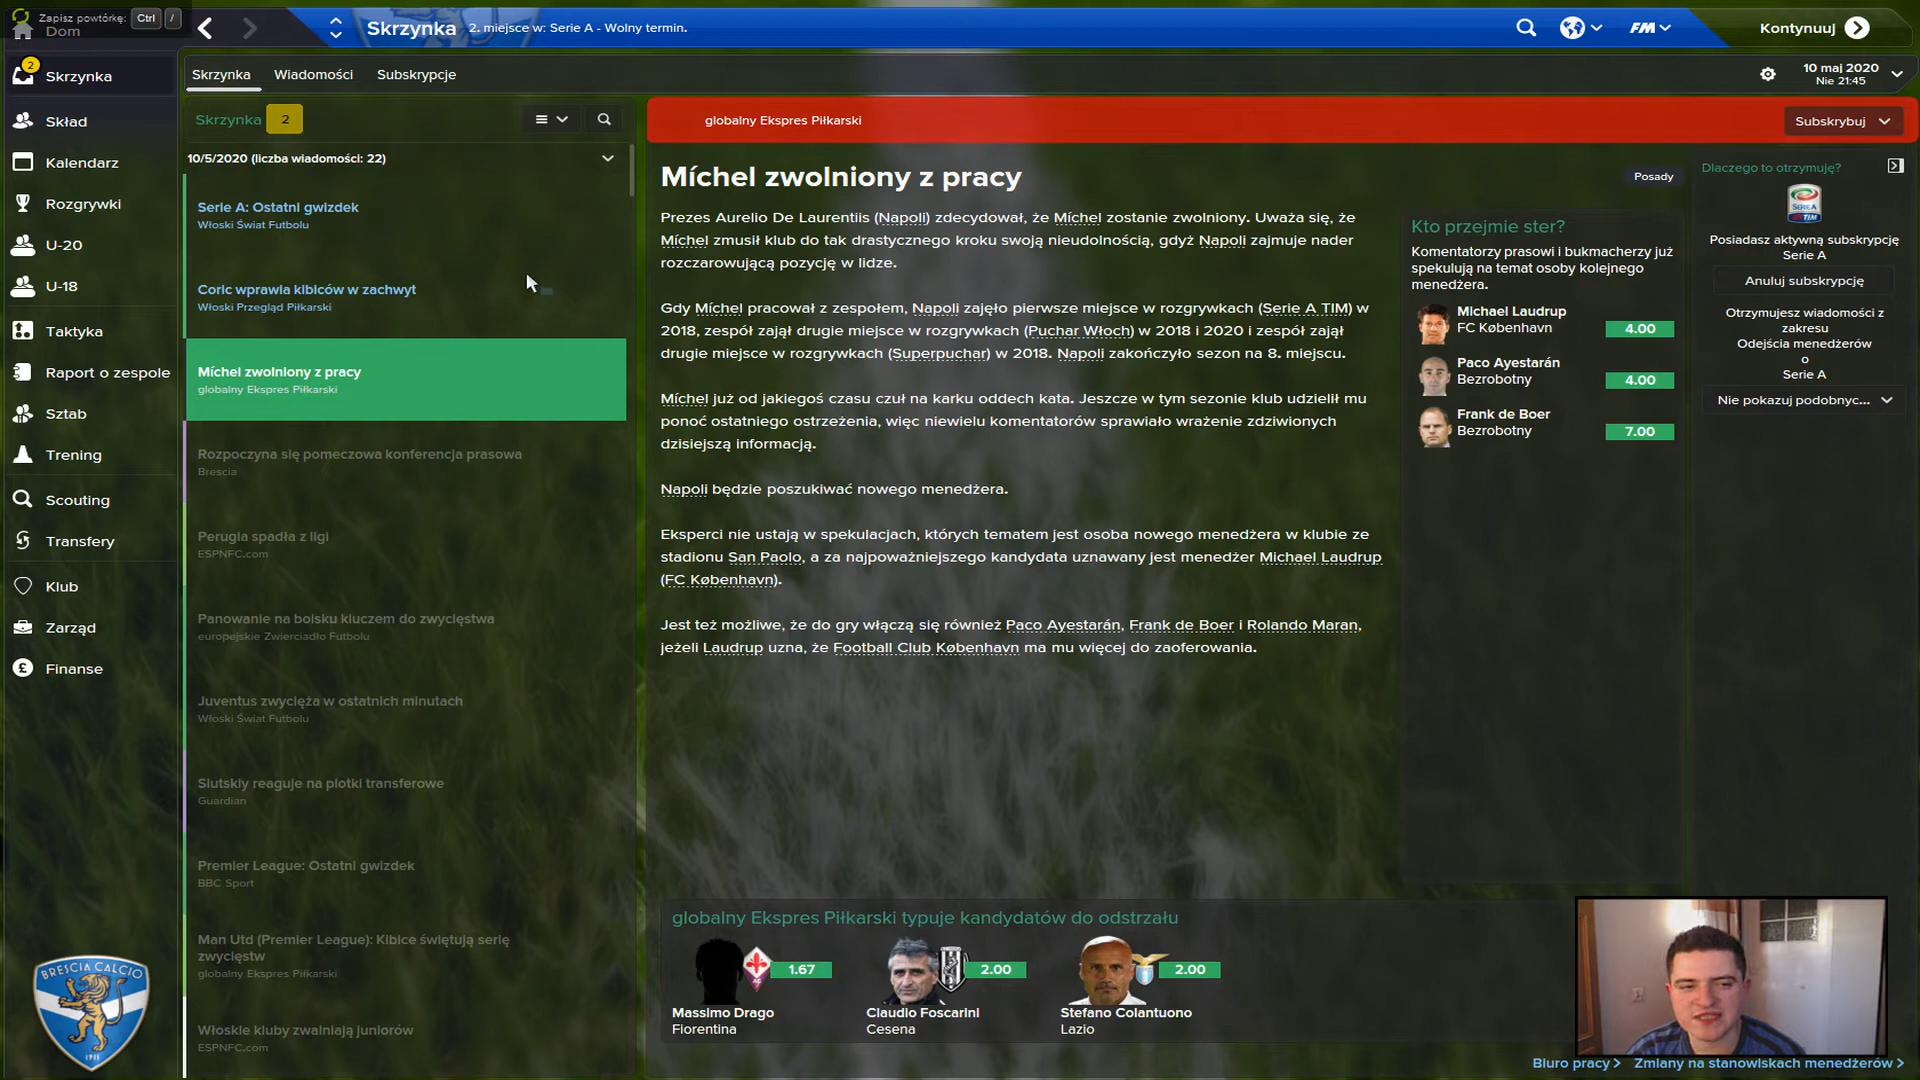 Zapisz powtórkę: Ctrl /
Dom
Skrzynka 2. miejsce w: Serie A - Wolny termin.
FM
Kontynuuj
2
Skrzynka
Skład
Kalendarz
Rozgrywki
U-20
U-18
Taktyka
Raport o zespole
Sztab
Trening
Scouting
Transfery
Klub
Zarząd
Finanse
BRESCIA CALCIO
1911
Skrzynka Wiadomości Subskrypcje
10 maj 2020
Nie 21:45
Skrzynka 2
10/5/2020 (liczba wiadomości: 22)
Serie A: Ostatni gwizdek
Włoski Świat Futbolu
Coric wprawia kibiców w zachwyt
Włoski Przegląd Piłkarski
Míchel zwolniony z pracy
globalny Ekspres Piłkarski
Rozpoczyna się pomeczowa konferencja prasowa
Brescia
Perugia spadła z ligi
ESPNFC.com
Panowanie na boisku kluczem do zwycięstwa
europejskie Zwierciadło Futbolu
Juventus zwycięża w ostatnich minutach
Włoski Świat Futbolu
Slutskiy reaguje na plotki transferowe
Guardian
Premier League: Ostatni gwizdek
BBC Sport
Man Utd (Premier League): Kibice świętują serię
zwycięstw
globalny Ekspres Piłkarski
Włoskie kluby zwalniają juniorów
ESPNFC.com
globalny Ekspres Piłkarski
Subskrybuj
Míchel zwolniony z pracy
Posady
Prezes Aurelio De Laurentiis (Napoli) zdecydował, że Míchel zostanie zwolniony. Uważa się, że
Míchel zmusił klub do tak drastycznego kroku swoją nieudolnością, gdyż Napoli zajmuje nader
rozczarowującą pozycję w lidze.
Gdy Míchel pracował z zespołem, Napoli zajęło pierwsze miejsce w rozgrywkach (Serie A TIM) w
2018, zespół zajął drugie miejsce w rozgrywkach (Puchar Włoch) w 2018 i 2020 i zespół zajął
drugie miejsce w rozgrywkach (Superpuchar) w 2018. Napoli zakończyło sezon na 8. miejscu.
Míchel już od jakiegoś czasu czuł na karku oddech kata. Jeszcze w tym sezonie klub udzielił mu
ponoć ostatniego ostrzeżenia, więc niewielu komentatorów sprawiało wrażenie zdziwionych
dzisiejszą informacją.
Napoli będzie poszukiwać nowego menedżera.
Eksperci nie ustają w spekulacjach, których tematem jest osoba nowego menedżera w klubie ze
stadionu San Paolo, a za najpoważniejszego kandydata uznawany jest menedżer Michael Laudrup
(FC København).
Jest też możliwe, że do gry włączą się również Paco Ayestarán, Frank de Boer i Rolando Maran,
jeżeli Laudrup uzna, że Football Club København ma mu więcej do zaoferowania.
Kto przejmie ster?
Komentatorzy prasowi i bukmacherzy już
spekulują na temat osoby kolejnego
menedżera.
Michael Laudrup
FC København
4.00
Paco Ayestarán
Bezrobotny
4.00
Frank de Boer
Bezrobotny
7.00
Dlaczego to otrzymuję?
SERIE A
TIM
Posiadasz aktywną subskrypcję
Serie A
Anuluj subskrypcję
Otrzymujesz wiadomości z
zakresu
Odejścia menedżerów
o
Serie A
Nie pokazuj podobnyc...
globalny Ekspres Piłkarski typuje kandydatów do odstrzału
1.67
2.00
2.00
Massimo Drago
Fiorentina
Claudio Foscarini
Cesena
Stefano Colantuono
Lazio
Biuro pracy> Zmiany na stanowiskach menedżerów >